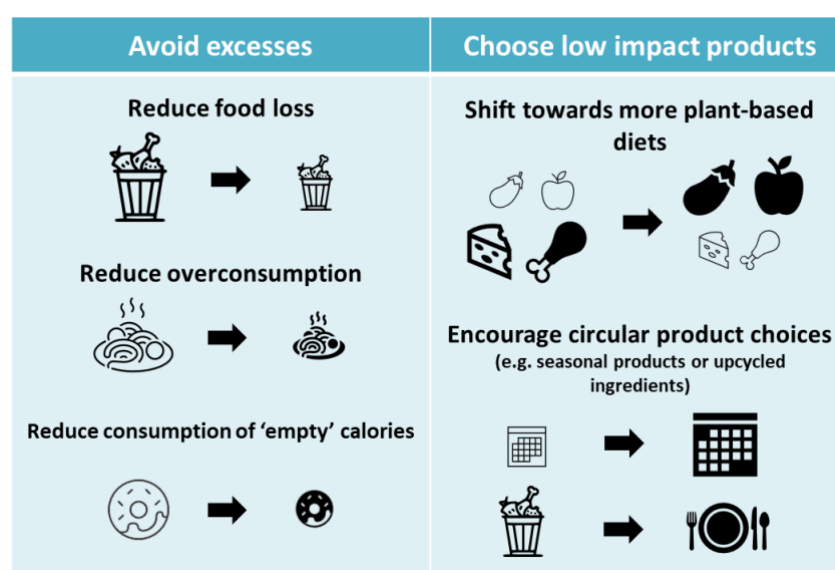 Avoid excesses
Reduce food loss
Reduce overconsumption
Reduce consumption of ‘empty’ calories
Choose low impact products
Shift towards more plant-based
diets
Encourage circular product choices
(e.g. seasonal products or upcycled
ingredients)